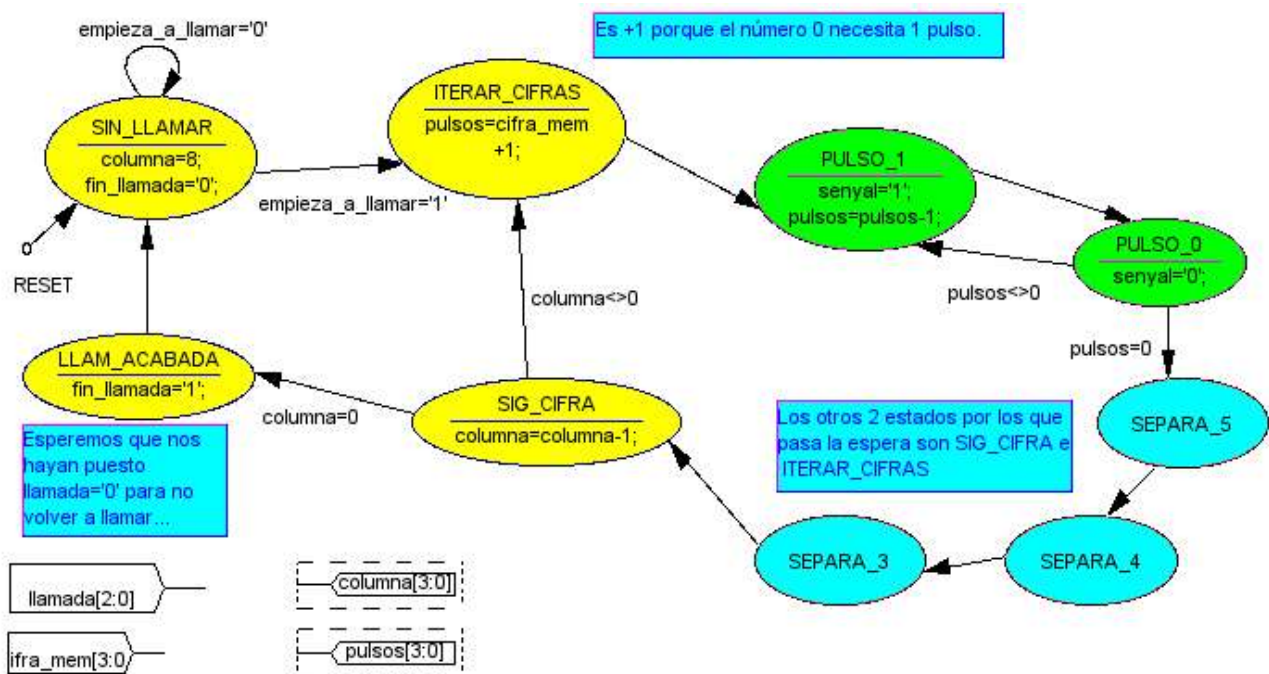 empieza_a_llamar='0'
Es +1 porque el número 0 necesita 1 pulso.
SIN_LLAMAR
columna=8;
fin_llamada='0';
ITERAR_CIFRAS
pulsos=cifra_mem
+1;
empieza_a_llamar='1'
PULSO_1
senyal='1';
pulsos=pulsos-1;
PULSO_0
senyal='0';
RESET
columna<>0
pulsos<>0
pulsos=0
LLAM_ACABADA
fin_llamada='1';
columna=0
SIG_CIFRA
columna=columna-1;
Los otros 2 estados por los que
pasa la espera son SIG_CIFRA e
ITERAR_CIFRAS
SEPARA_5
Esperemos que nos
hayan puesto
llamada='0' para no
volver a llamar...
SEPARA_3
SEPARA_4
llamada[2:0]
columna[3:0]
ifra_mem[3:0
pulsos[3:0]